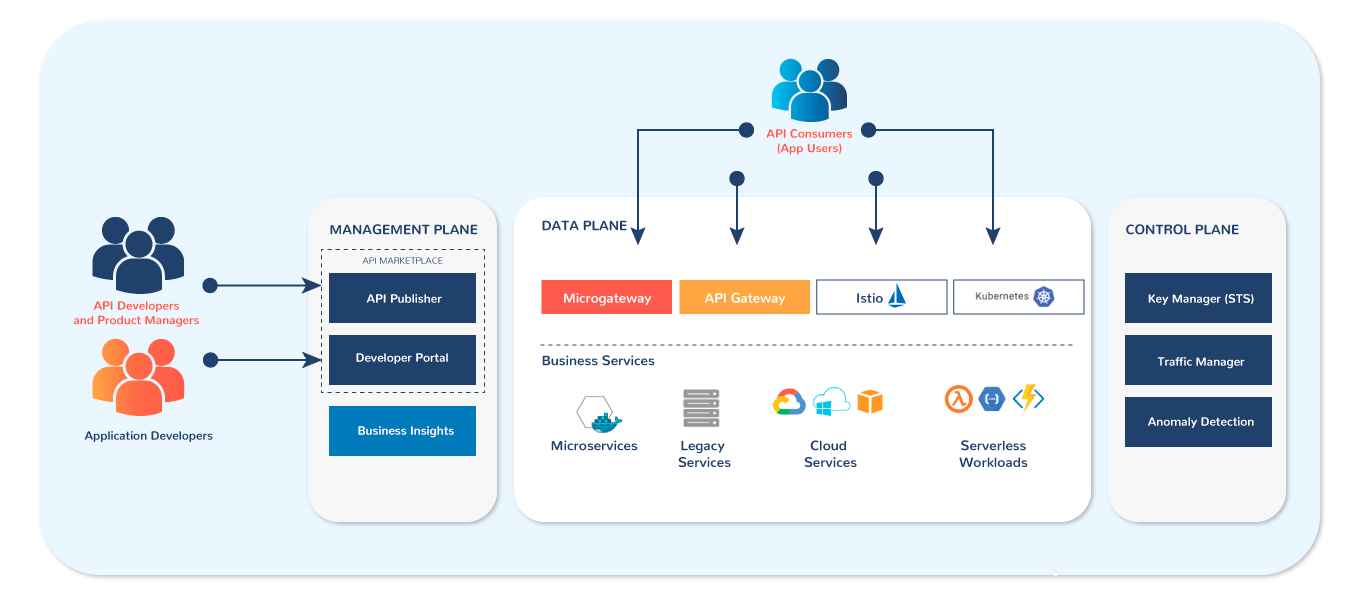 API Consumers
(App Users)
API Developers
and Product Managers
Application Developers
MANAGEMENT PLANE
API MARKETPLACE
API Publisher
Developer Portal
Business Insights
DATA PLANE
Microgateway
API Gateway
Istio
Kubernetes
Business Services
Microservices
Legacy
Services
Cloud
Services
Serverless
Workloads
CONTROL PLANE
Key Manager (STS)
Traffic Manager
Anomaly Detection